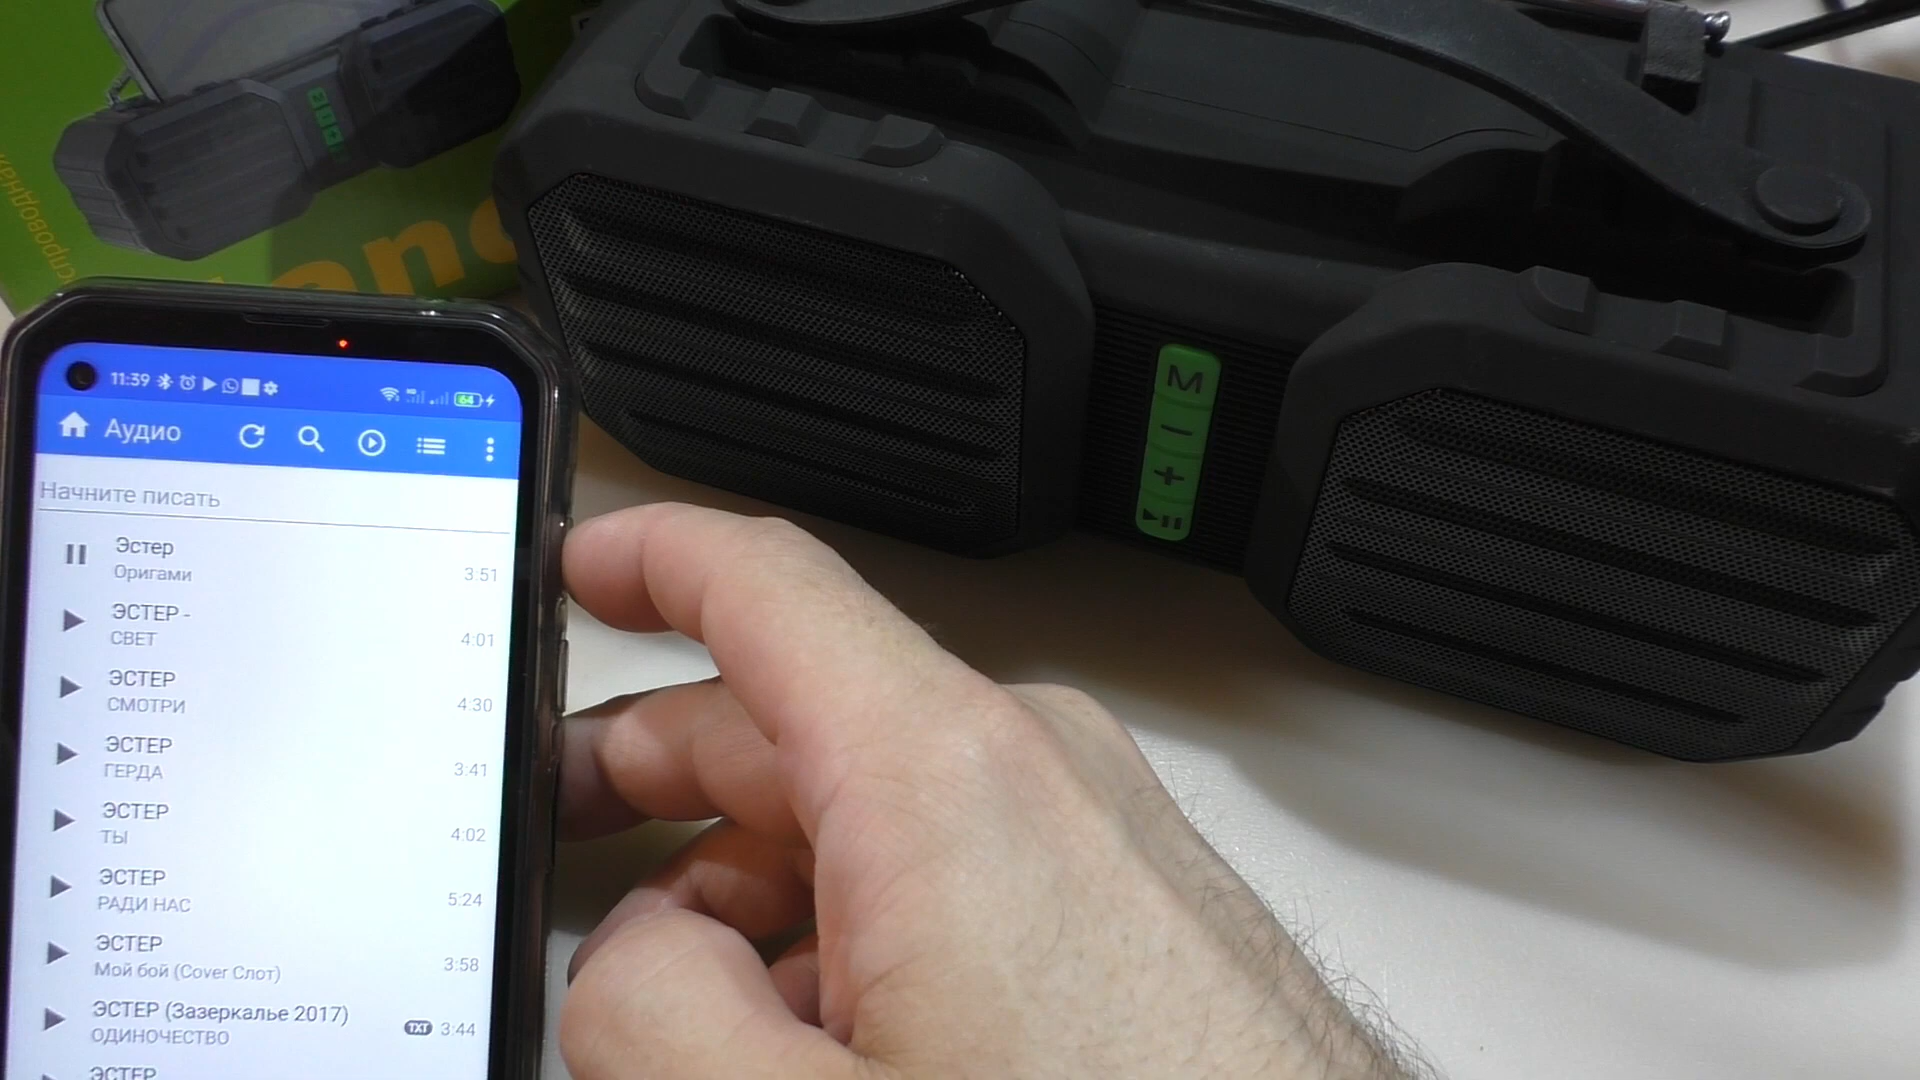 11:39
64
Аудио
Начните писать
Эстер
Оригами
3:51
ЭСТЕР -
СВЕТ
4:01
ЭСТЕР
СМОТРИ
4:30
ЭСТЕР
ГЕРДА
3:41
ЭСТЕР
ТЫ
4:02
ЭСТЕР
РАДИ НАС
5:24
ЭСТЕР
Мой бой (Cover Слот)
3:58
ЭСТЕР (Зазеркалье 2017)
ОДИНОЧЕСТВО
TXT 3:44
ЭСТЕР
M
−
+